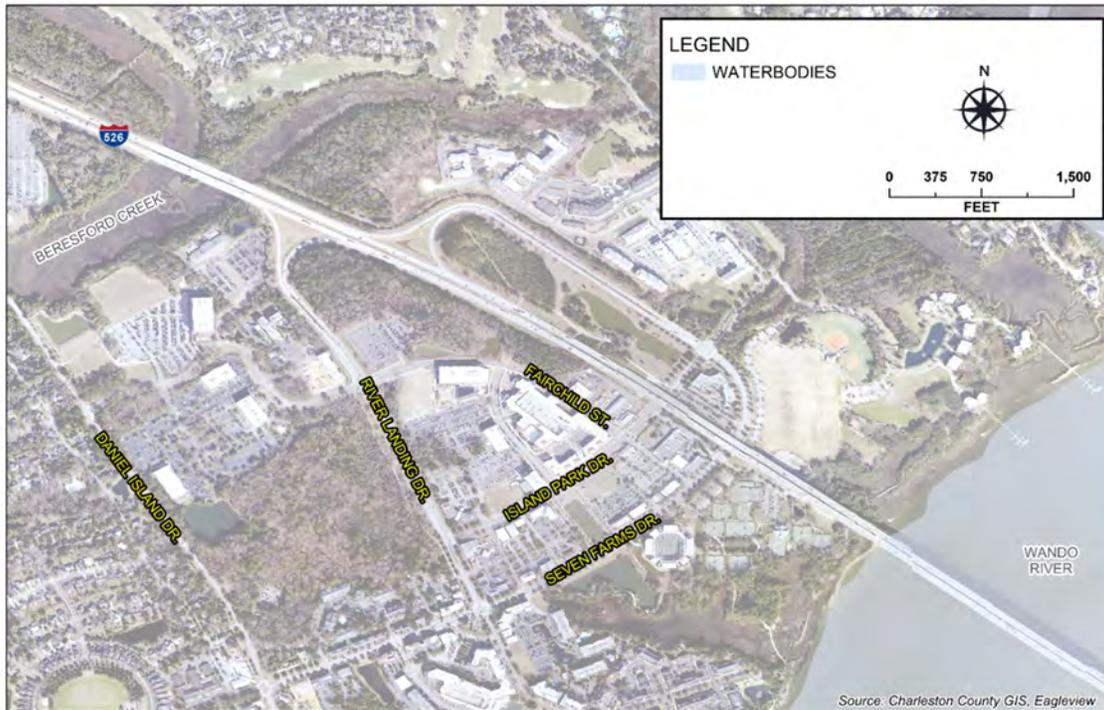 LEGEND
WATERBODIES
N
0 375 750 1,500
FEET
526
BERESFORD CREEK
FAIRCHILD ST.
RIVER LANDING DR.
DANIEL ISLAND DR.
ISLAND PARK DR.
SEVEN FARMS DR.
WANDO
RIVER
Source: Charleston County GIS, Eagleview